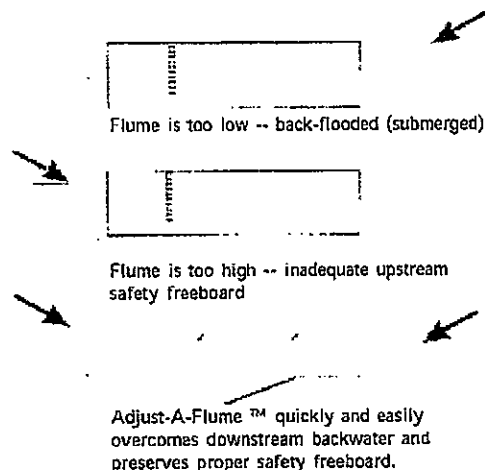 Flume is too low -- back-flooded (submerged)
Flume is too high -- inadequate upstream
safety freeboard
Adjust-A-Flume ™ quickly and easily
overcomes downstream backwater and
preserves proper safety freeboard.